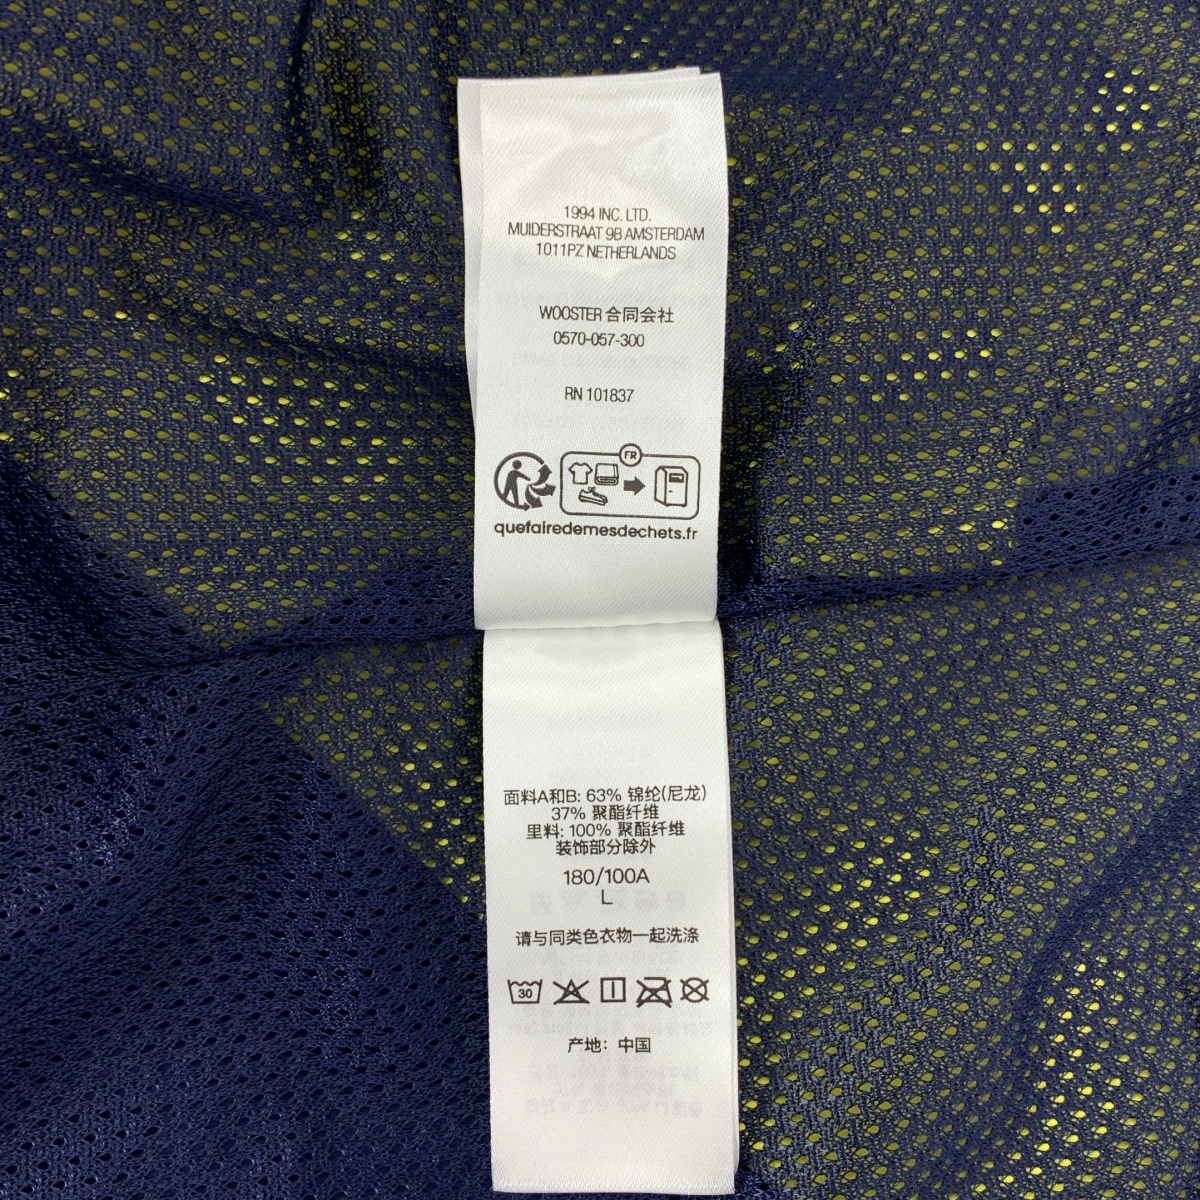 1994 INC. LTD.
MUIDERSTRAAT 9B AMSTERDAM
1011PZ NETHERLANDS
WOOSTER 合同会社
0570-057-300
RN 101837
FR
quefairedemesdechets.fr
面料A和B: 63% 锦纶(尼龙)
37% 聚酯纤维
里料: 100% 聚酯纤维
装饰部分除外
180/100A
L
请与同类色衣物一起洗涤
30
产地: 中国